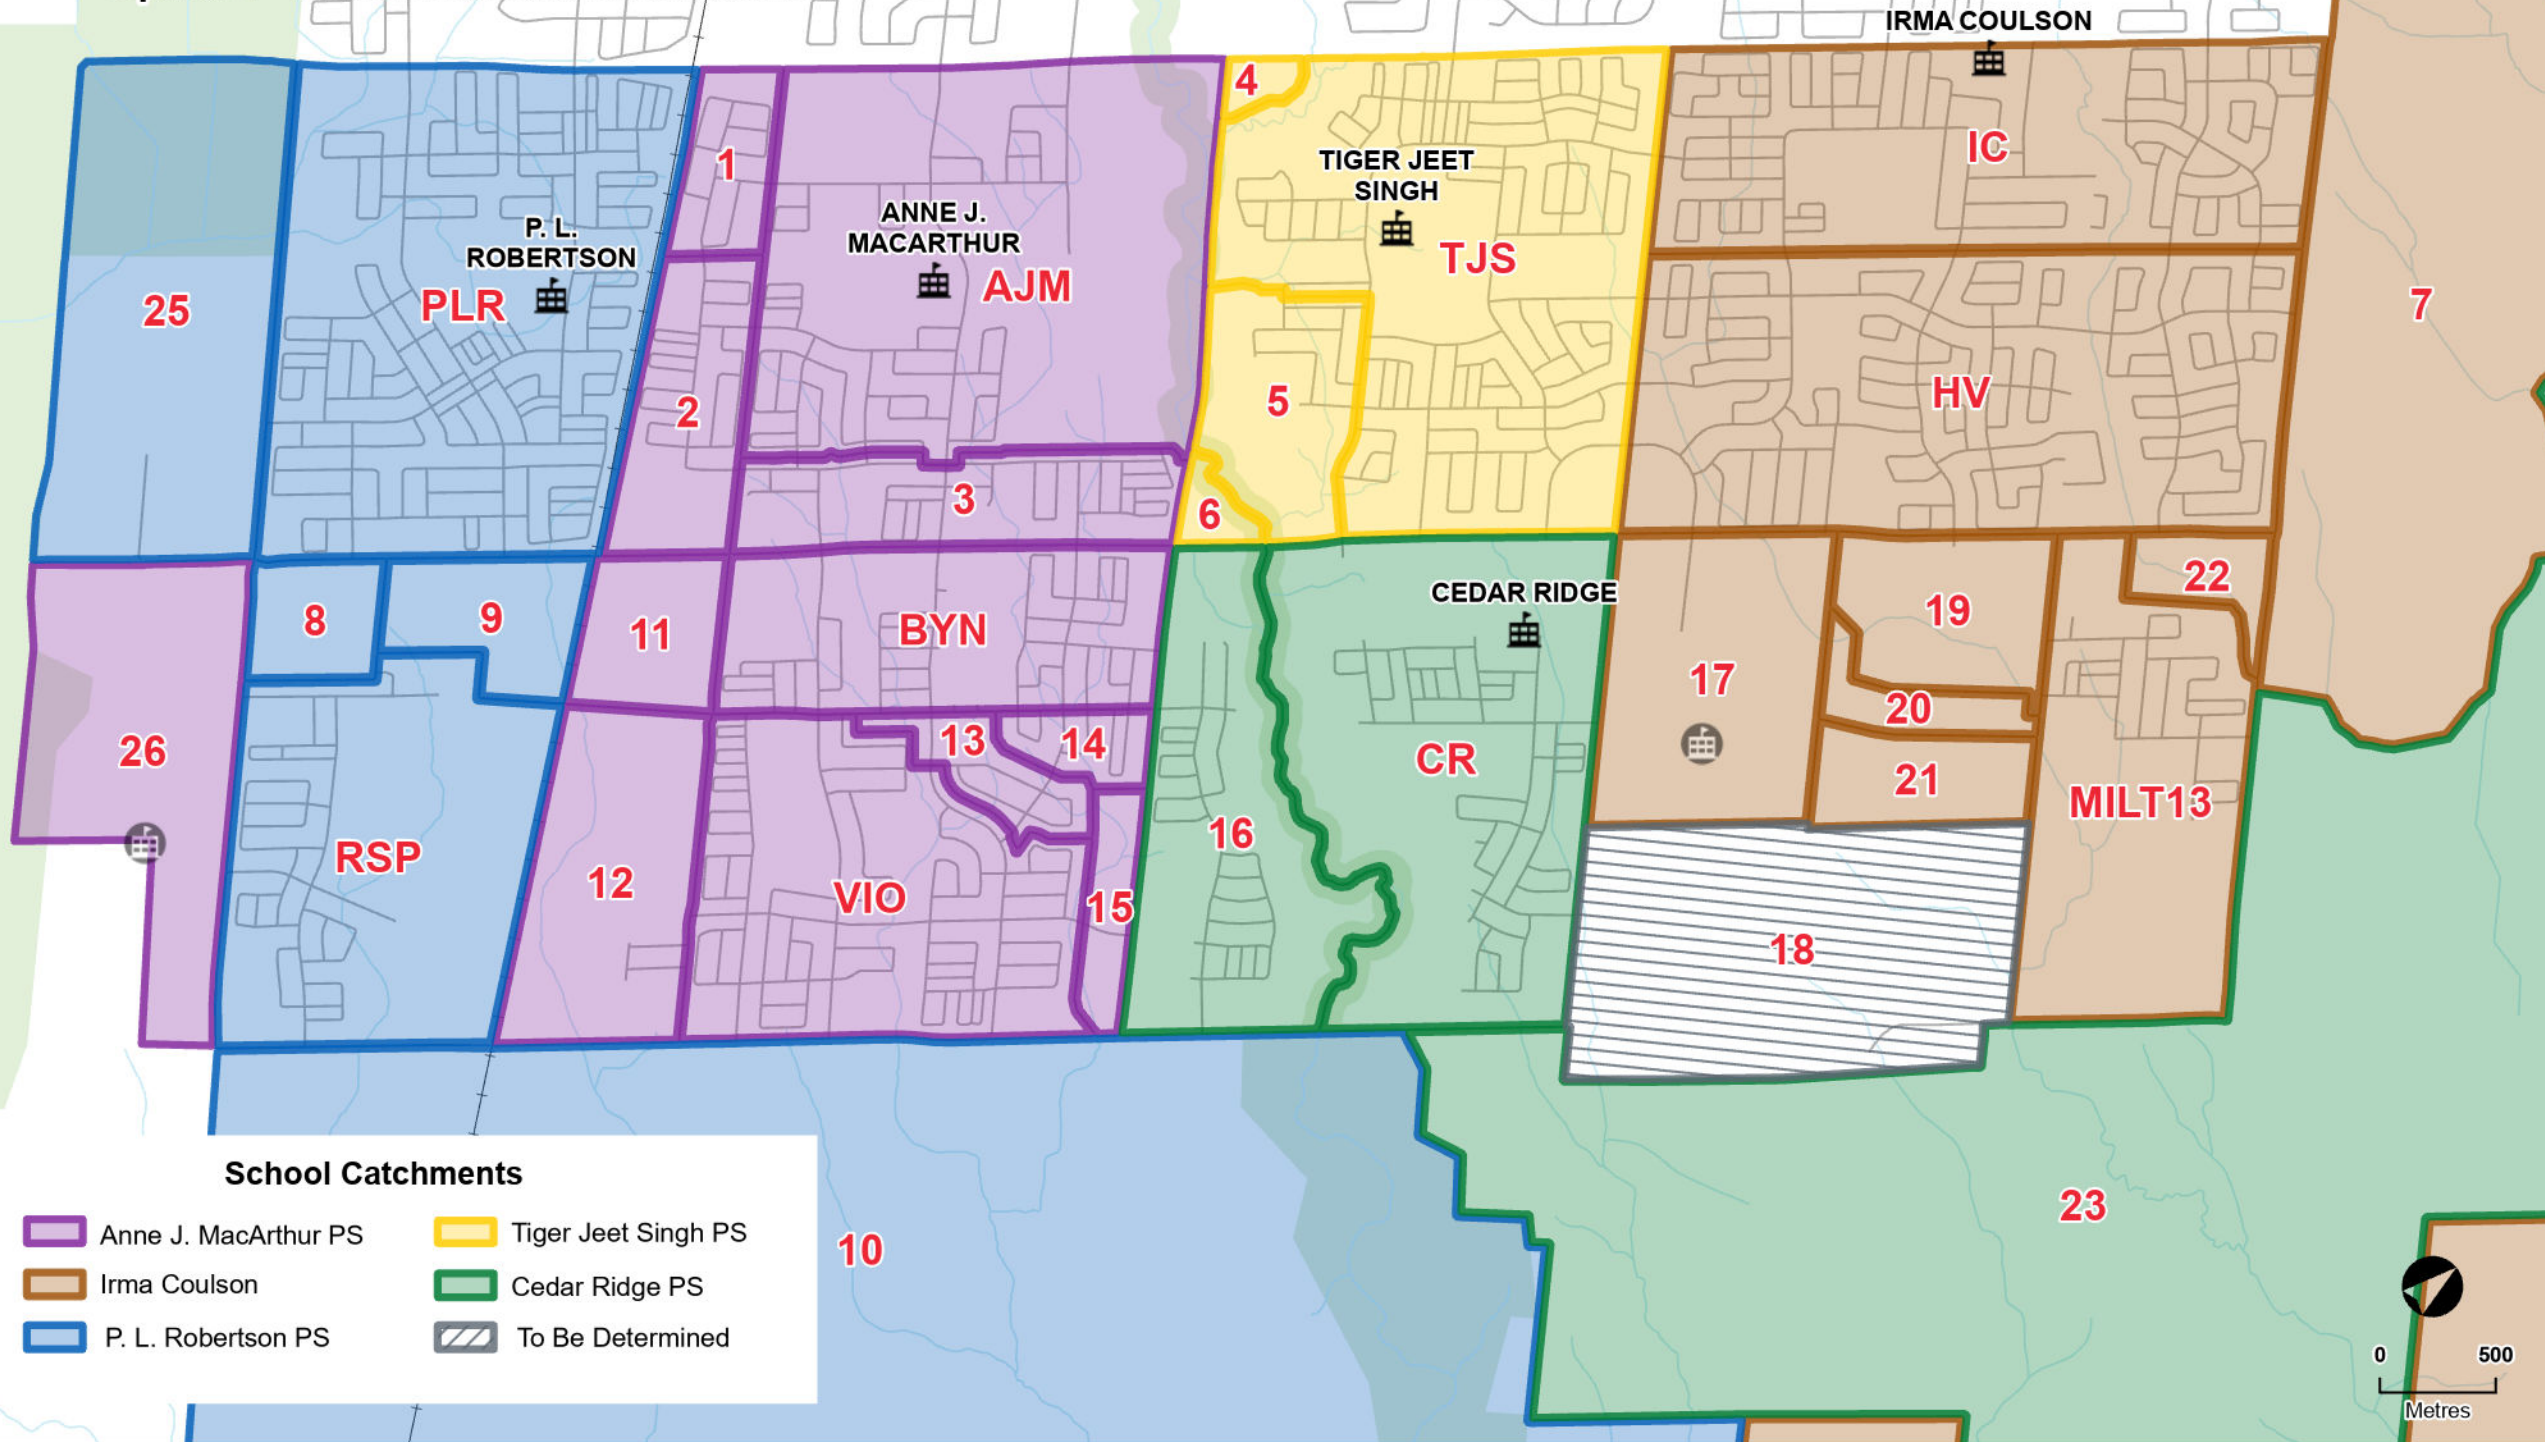 IRMA COULSON
4
1
IC
TIGER JEET
SINGH
ANNE J.
MACARTHUR
P. L.
ROBERTSON
TJS
AJM
PLR
25
7
2
5
HV
3
6
CEDAR RIDGE
22
8
9
11
BYN
19
17
20
26
13
14
CR
21
MILT13
16
RSP
12
VIO
15
18
School Catchments
Anne J. MacArthur PS
Tiger Jeet Singh PS
Irma Coulson
Cedar Ridge PS
P. L. Robertson PS
To Be Determined
10
23
0 500
Metres